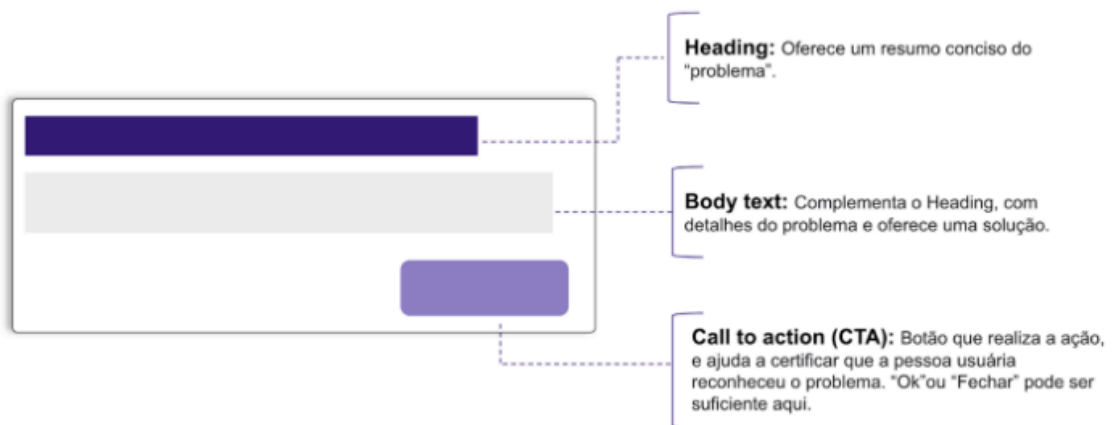 Heading: Oferece um resumo conciso do
“problema”.
Body text: Complementa o Heading, com
detalhes do problema e oferece uma solução.
Call to action (CTA): Botão que realiza a ação,
e ajuda a certificar que a pessoa usuária
reconheceu o problema. “Ok”ou “Fechar” pode ser
suficiente aqui.